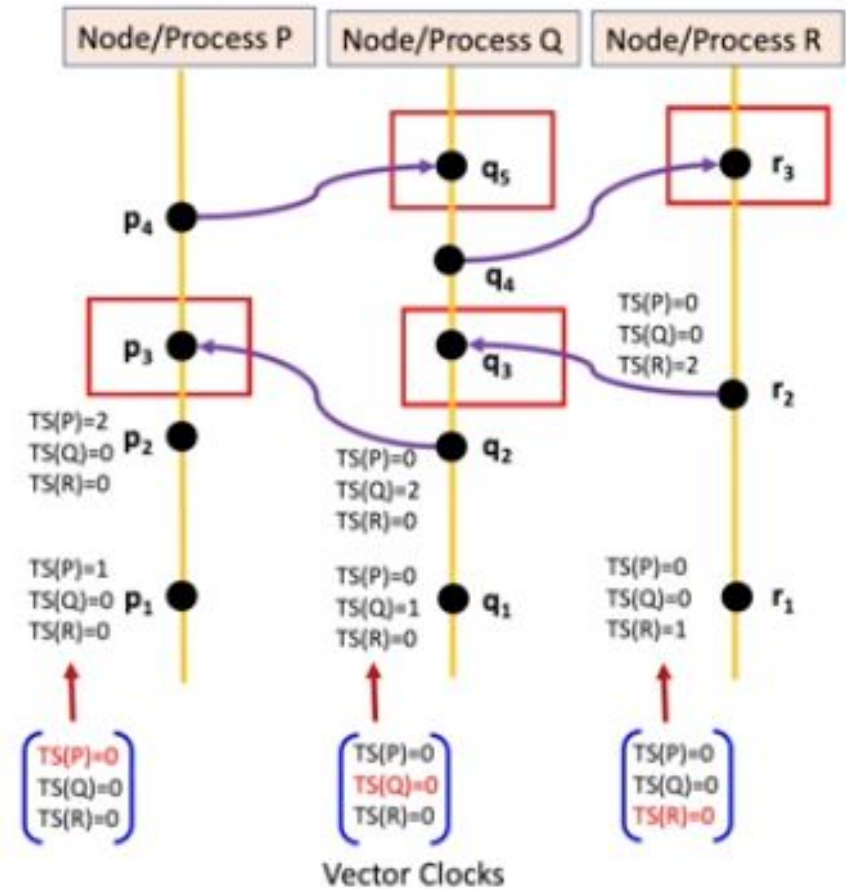 Node/Process P
Node/Process Q
Node/Process R
q₅
r₃
p₄
q₄
TS(P)=0
TS(Q)=0
TS(R)=2
p₃
q₃
r₂
TS(P)=2
TS(Q)=0
TS(R)=0
p₂
q₂
TS(P)=0
TS(Q)=2
TS(R)=0
TS(P)=1
TS(Q)=0
TS(R)=0
p₁
TS(P)=0
TS(Q)=1
TS(R)=0
q₁
TS(P)=0
TS(Q)=0
TS(R)=1
r₁
TS(P)=0
TS(Q)=0
TS(R)=0
TS(P)=0
TS(Q)=0
TS(R)=0
TS(P)=0
TS(Q)=0
TS(R)=0
Vector Clocks